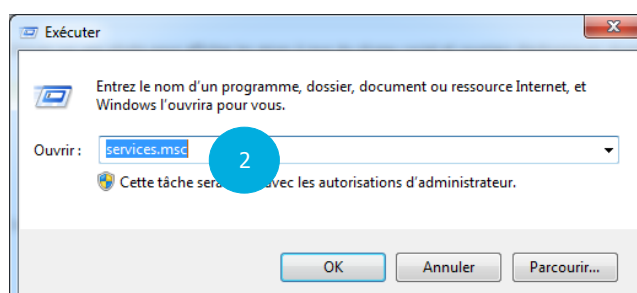 Exécuter
Entrez le nom d'un programme, dossier, document ou ressource Internet, et
Windows l'ouvrira pour vous.
Ouvrir :
services.msc
2
Cette tâche sera avec les autorisations d'administrateur.
OK
Annuler
Parcourir...